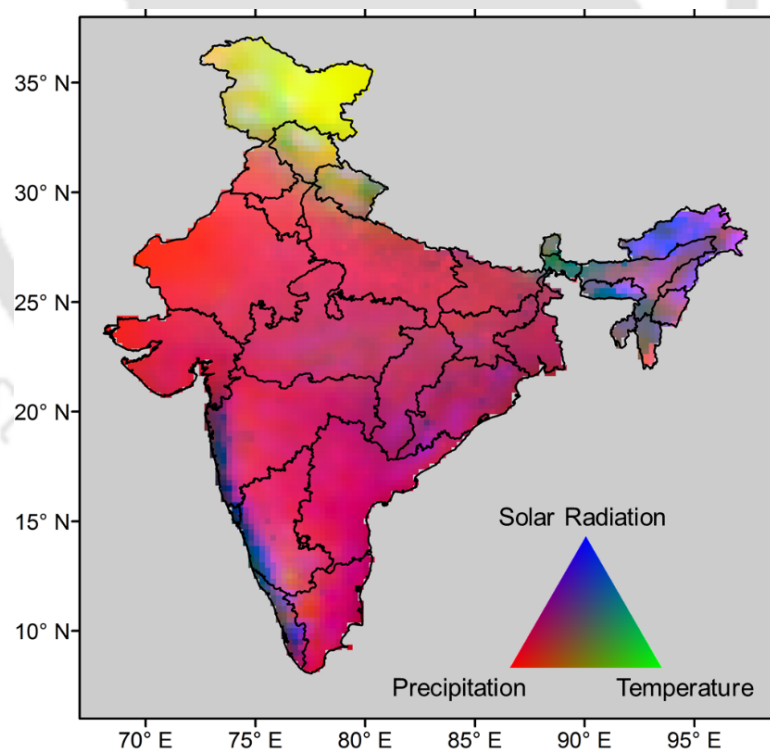 35° N
30° N
25° N
20° N
15° N
10° N
Solar Radiation
Precipitation
Temperature
70° E
75° E
80° E
85° E
90° E
95° E